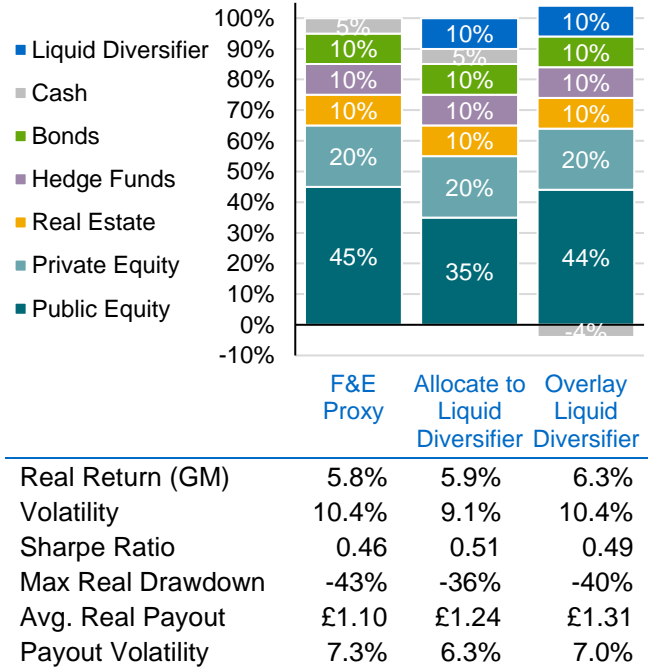 Liquid Diversifier
Cash
Bonds
Hedge Funds
Real Estate
Private Equity
Public Equity
100%
90%
80%
70%
60%
50%
40%
30%
20%
10%
0%
-10%
5%
10%
10%
10%
20%
45%
10%
5%
10%
10%
10%
20%
35%
10%
10%
10%
10%
20%
44%
-4%
F&E Proxy
Allocate to Liquid Diversifier
Overlay Liquid Diversifier
Real Return (GM) 5.8% 5.9% 6.3%
Volatility 10.4% 9.1% 10.4%
Sharpe Ratio 0.46 0.51 0.49
Max Real Drawdown -43% -36% -40%
Avg. Real Payout £1.10 £1.24 £1.31
Payout Volatility 7.3% 6.3% 7.0%